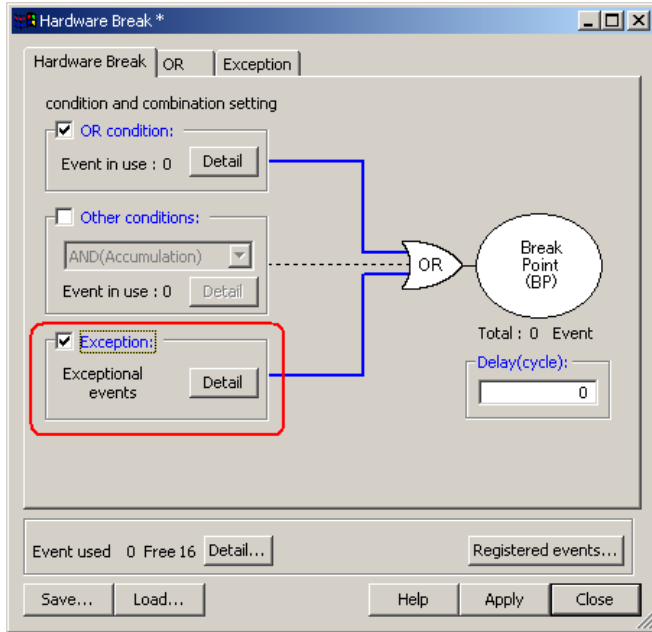 Hardware Break *
Hardware Break OR Exception
condition and combination setting
OR condition:
Event in use : 0 Detail
Other conditions:
AND(Accumulation)
Event in use : 0 Detail
Exception:
Exceptional
events
Detail
OR
Break
Point
(BP)
Total : 0 Event
Delay(cycle):
0
Event used 0 Free 16 Detail...
Registered events...
Save... Load... Help Apply Close